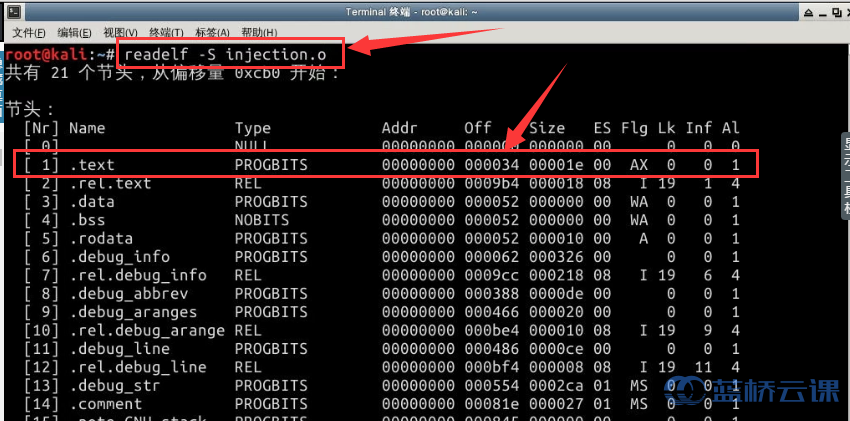 Terminal 终端 - root@kali: ~
文件(F) 编辑(E) 视图(V) 终端(T) 标签(A) 帮助(H)
root@kali:~# readelf -S injection.o
共有 21 个节头，从偏移量 0xcb0 开始：
节头：
[Nr] Name Type Addr Off Size ES Flg Lk Inf Al
[ 0] NULL 00000000 000000 000000 00 0 0 0
[ 1] .text PROGBITS 00000000 000034 00001e 00 AX 0 0 1
[ 2] .rel.text REL 00000000 0009b4 000018 08 I 19 1 4
[ 3] .data PROGBITS 00000000 000052 000000 00 WA 0 0 1
[ 4] .bss NOBITS 00000000 000052 000000 00 WA 0 0 1
[ 5] .rodata PROGBITS 00000000 000052 000010 00 A 0 0 1
[ 6] .debug_info PROGBITS 00000000 000062 000326 00 0 0 1
[ 7] .rel.debug_info REL 00000000 0009cc 000218 08 I 19 6 4
[ 8] .debug_abbrev PROGBITS 00000000 000388 0000de 00 0 0 1
[ 9] .debug_aranges PROGBITS 00000000 000466 000020 00 0 0 1
[10] .rel.debug_arange REL 00000000 000be4 000010 08 I 19 9 4
[11] .debug_line PROGBITS 00000000 000486 0000ce 00 0 0 1
[12] .rel.debug_line REL 00000000 000bf4 000008 08 I 19 11 4
[13] .debug_str PROGBITS 00000000 000554 0002ca 01 MS 0 0 1
[14] .comment PROGBITS 00000000 00081e 000027 01 MS 0 0 1
蓝桥云课